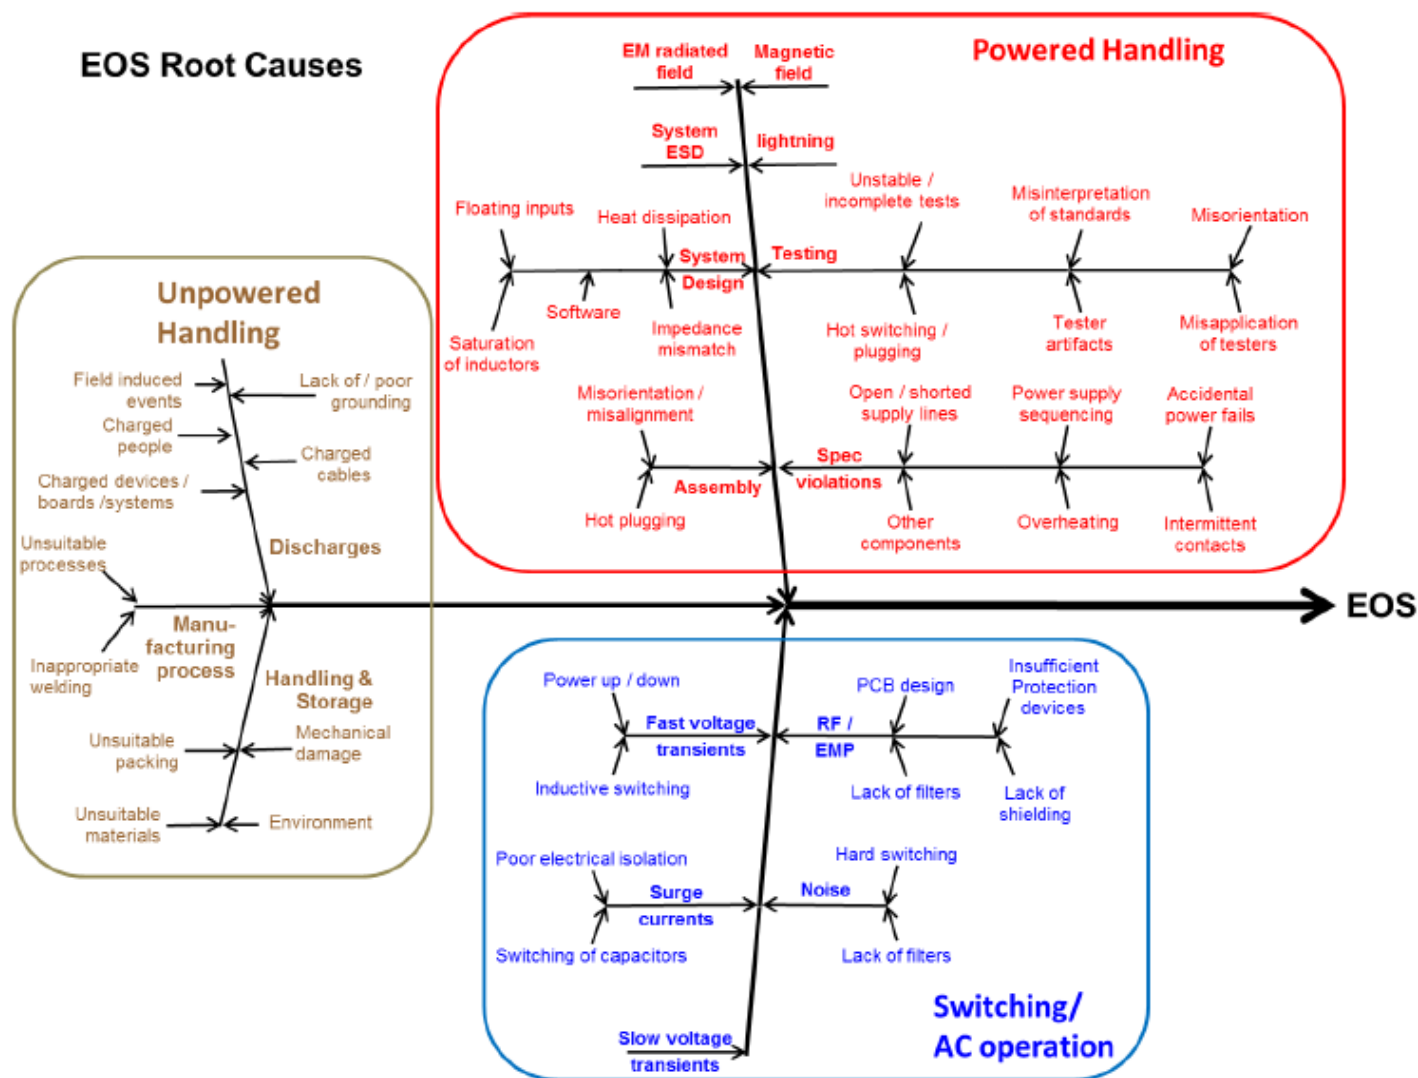 EOS Root Causes
Powered Handling
EM radiated
field
Magnetic
field
System
ESD
lightning
Floating inputs
Heat dissipation
Unstable /
incomplete tests
Misinterpretation
of standards
Misorientation
System
Design
Testing
Software
Saturation
of inductors
Impedance
mismatch
Hot switching /
plugging
Tester
artifacts
Misapplication
of testers
Misorientation /
misalignment
Open / shorted
supply lines
Power supply
sequencing
Accidental
power fails
Assembly
Spec
violations
Hot plugging
Other
components
Overheating
Intermittent
contacts
Unpowered
Handling
Field induced
events
Lack of / poor
grounding
Charged
people
Charged
cables
Charged devices /
boards /systems
Discharges
Unsuitable
processes
Manu-
facturing
process
Inappropriate
welding
Handling &
Storage
Unsuitable
packing
Mechanical
damage
Unsuitable
materials
Environment
EOS
Power up / down
PCB design
Insufficient
Protection
devices
Fast voltage
transients
RF /
EMP
Inductive switching
Lack of filters
Lack of
shielding
Poor electrical isolation
Hard switching
Surge
currents
Noise
Switching of capacitors
Lack of filters
Slow voltage
transients
Switching/
AC operation